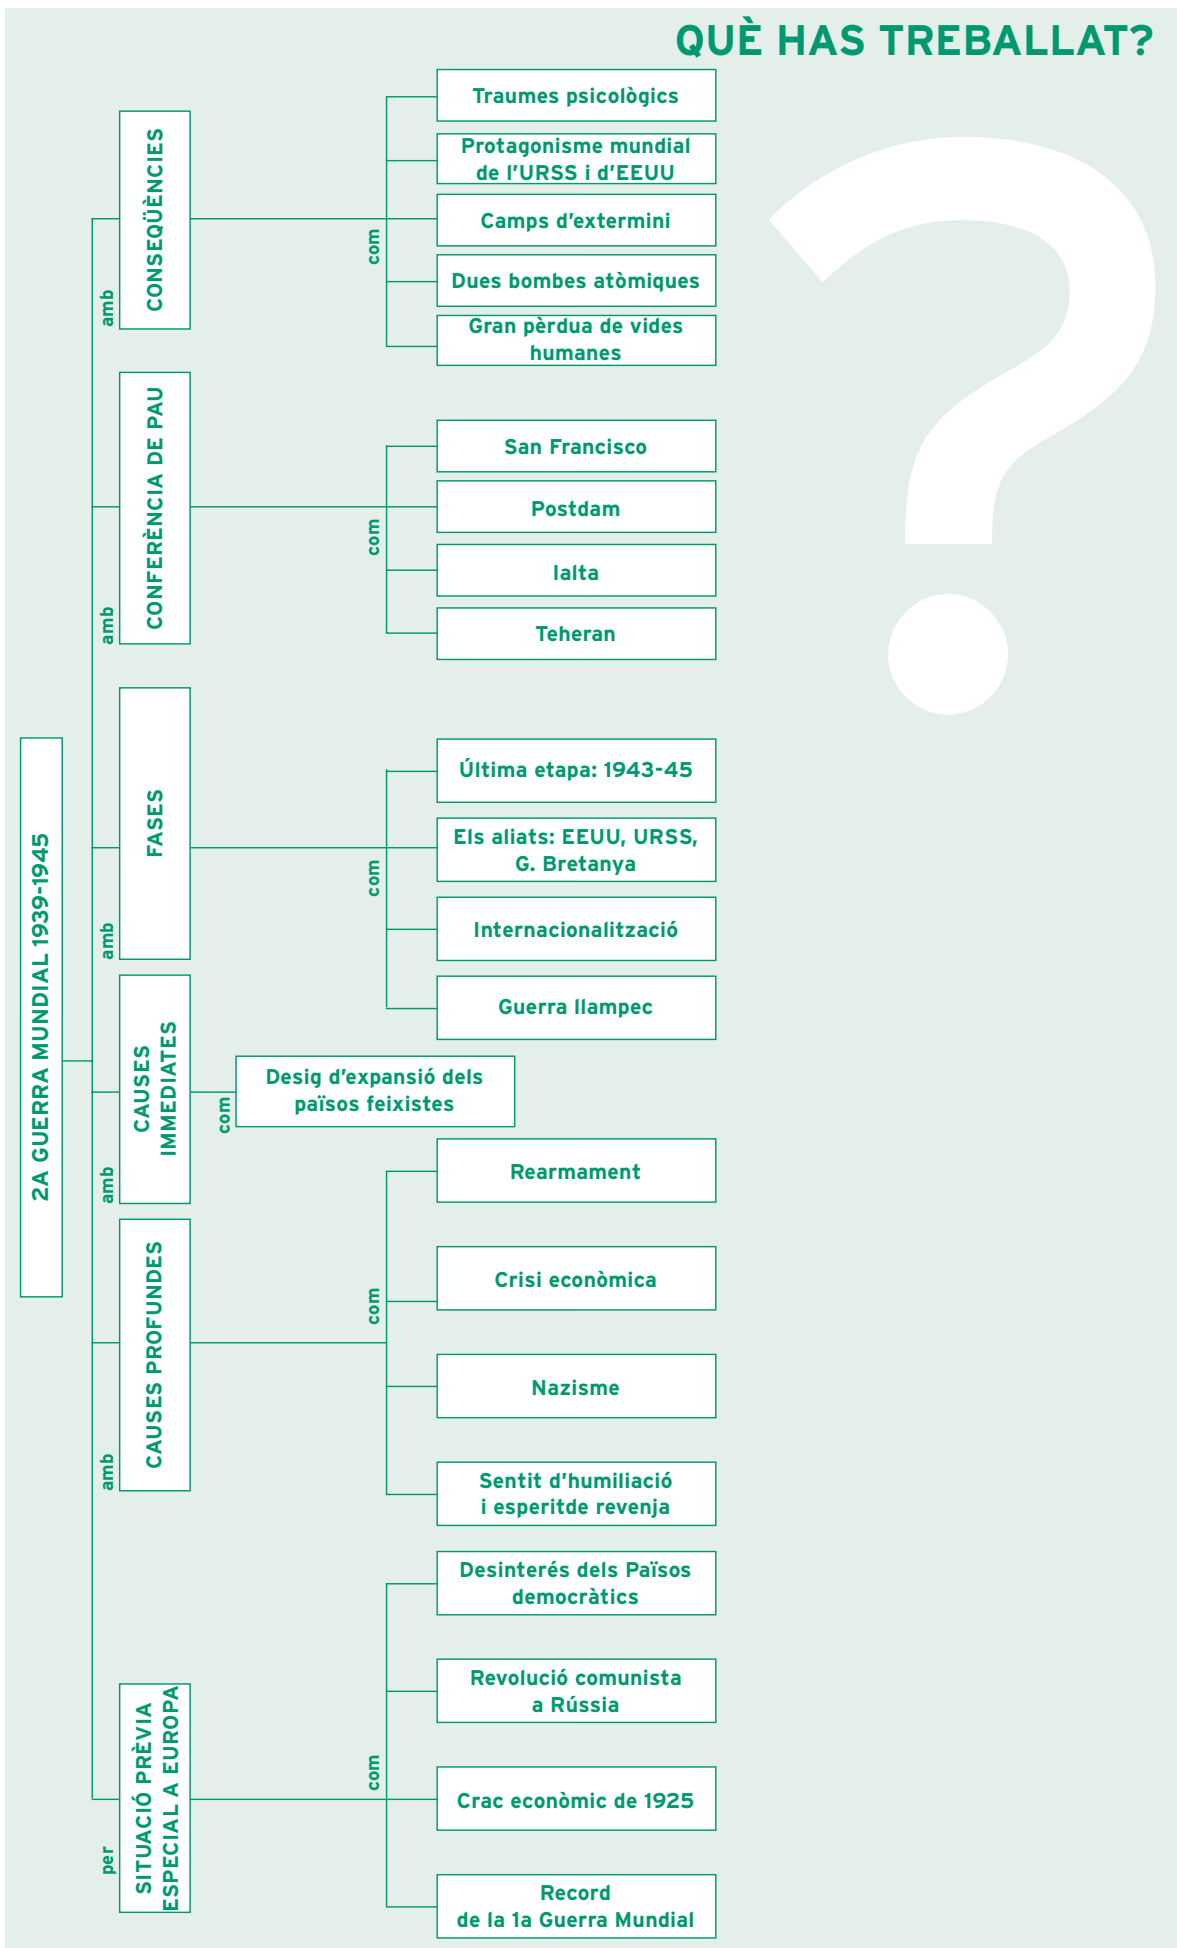 QUÈ HAS TREBALLAT?
2A GUERRA MUNDIAL 1939-1945
amb
CONSEQÜÈNCIES
com
Traumes psicològics
Protagonisme mundial
de l'URSS i d'EEUU
Camps d'extermini
Dues bombes atòmiques
Gran pèrdua de vides
humanes
amb
CONFERÈNCIA DE PAU
com
San Francisco
Postdam
Ialta
Teheran
amb
FASES
com
Última etapa: 1943-45
Els aliats: EEUU, URSS,
G. Bretanya
Internacionalització
Guerra llampec
amb
CAUSES
IMMEDIATES
com
Desig d'expansió dels
països feixistes
amb
CAUSES PROFUNDES
com
Rearmament
Crisi econòmica
Nazisme
Sentit d'humiliació
i esperitde revenja
per
SITUACIÓ PRÈVIA
ESPECIAL A EUROPA
com
Desinterés dels Països
democràtics
Revolució comunista
a Rússia
Crac econòmic de 1925
Record
de la 1a Guerra Mundial
?